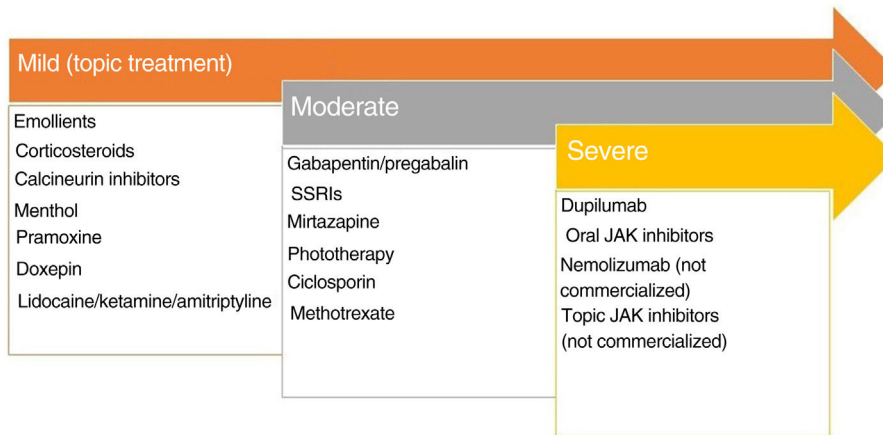 Mild (topic treatment)
Emollients
Corticosteroids
Calcineurin inhibitors
Menthol
Pramoxine
Doxepin
Lidocaine/ketamine/amitriptyline
Moderate
Gabapentin/pregabalin
SSRIs
Mirtazapine
Phototherapy
Ciclosporin
Methotrexate
Severe
Dupilumab
Oral JAK inhibitors
Nemolizumab (not
commercialized)
Topic JAK inhibitors
(not commercialized)